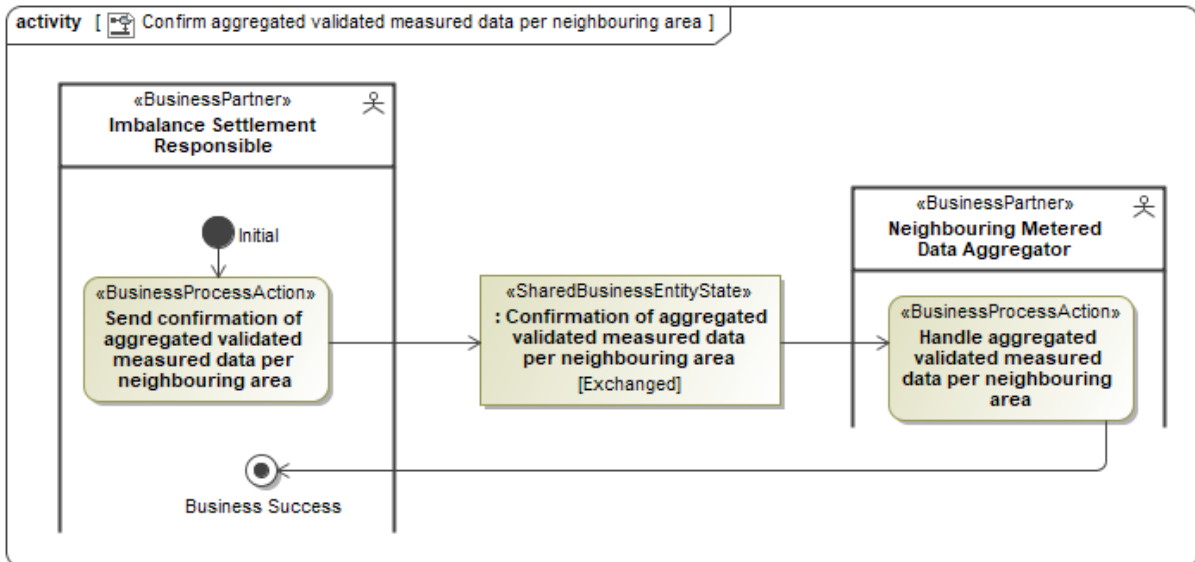 activity [ Confirm aggregated validated measured data per neighbouring area ]
«BusinessPartner»
Imbalance Settlement
Responsible
Initial
«BusinessProcessAction»
Send confirmation of
aggregated validated
measured data per
neighbouring area
«SharedBusinessEntityState»
: Confirmation of aggregated
validated measured data
per neighbouring area
[Exchanged]
«BusinessPartner»
Neighbouring Metered
Data Aggregator
«BusinessProcessAction»
Handle aggregated
validated measured
data per neighbouring
area
Business Success